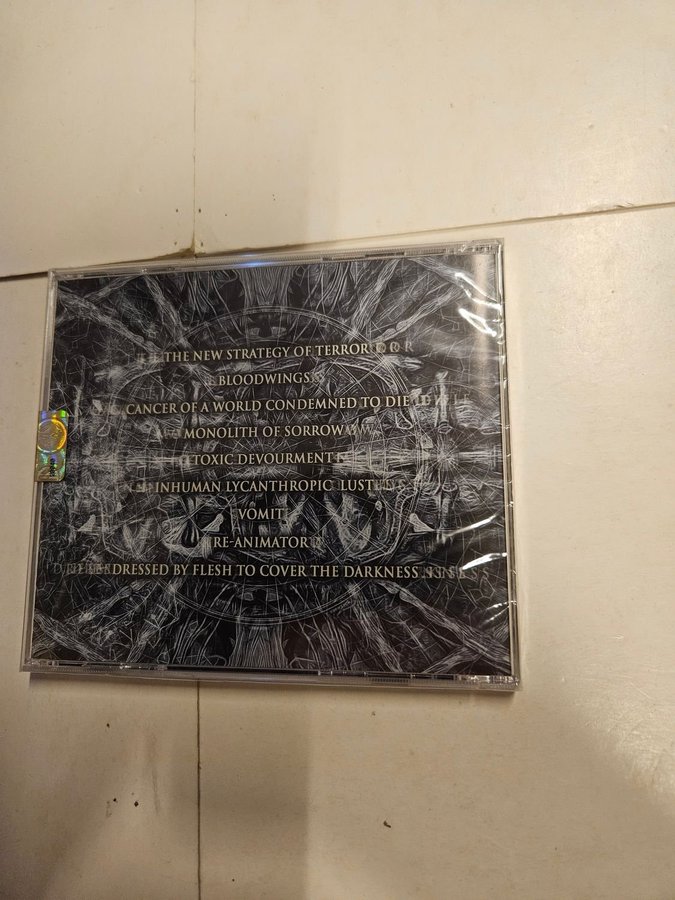 THE NEW STRATEGY OF TERROR
BLOODWINGS
CANCER OF A WORLD CONDEMNED TO DIE
MONOLITH OF SORROW
TOXIC DEVOURMENT
INHUMAN LYCANTHROPIC LUST
VOMIT
RE-ANIMATOR
DRESSED BY FLESH TO COVER THE DARKNESS